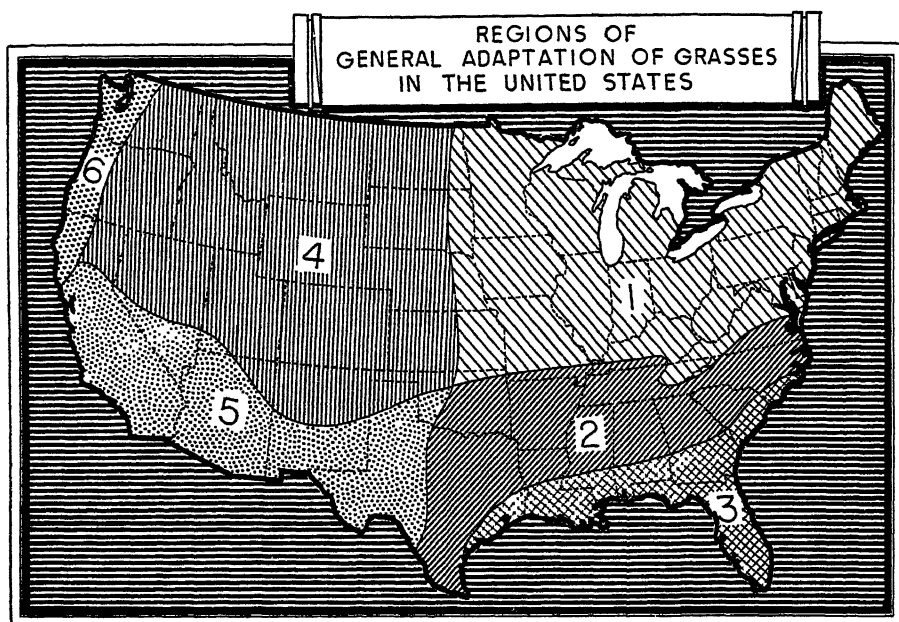 REGIONS OF
GENERAL ADAPTATION OF GRASSES
IN THE UNITED STATES
6
4
1
5
2
3